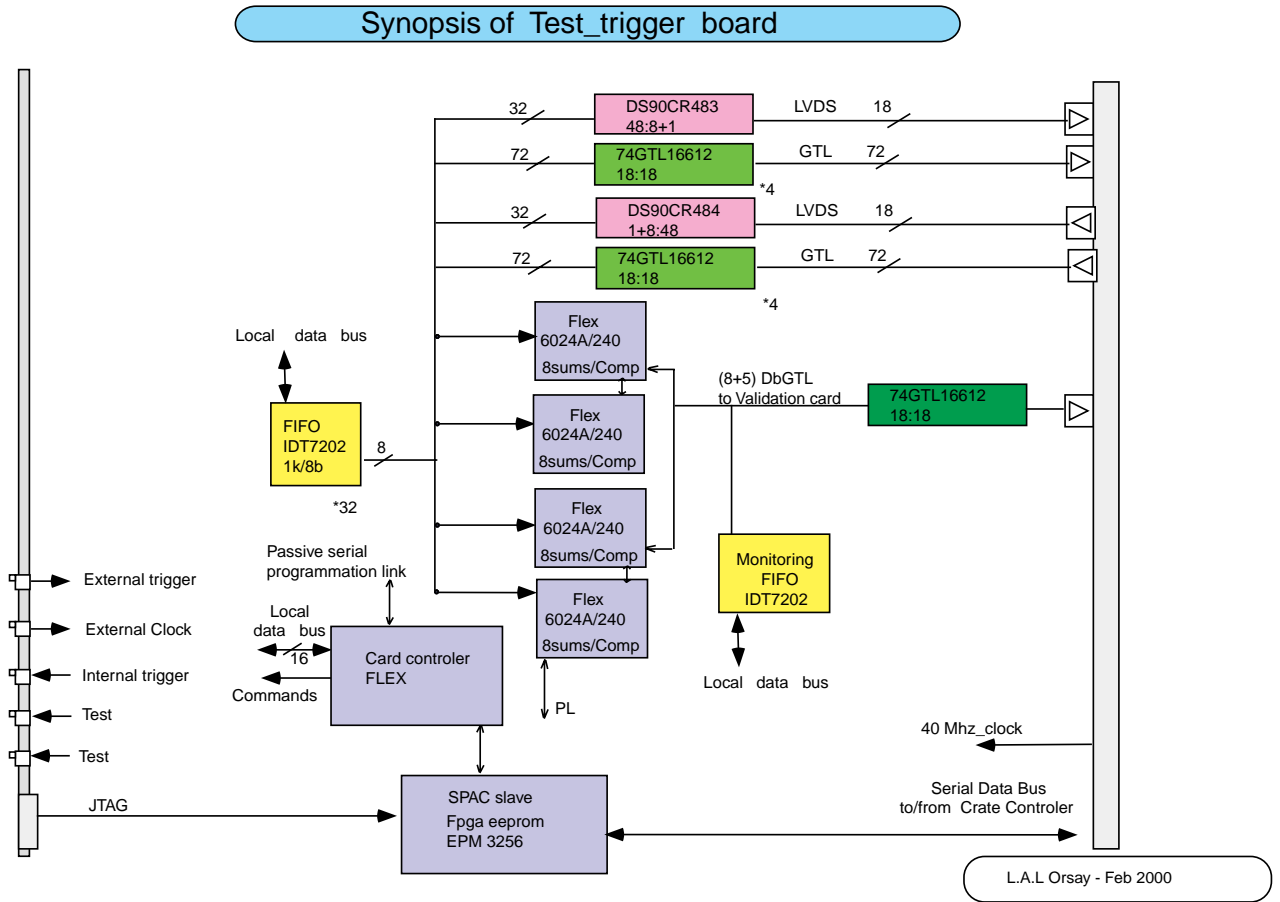 Synopsis of Test_trigger board
32
DS90CR483
48:8+1
LVDS
18
72
74GTL16612
18:18
*4
GTL
72
32
DS90CR484
1+8:48
LVDS
18
72
74GTL16612
18:18
*4
GTL
72
Flex
6024A/240
8sums/Comp
Local data bus
FIFO
IDT7202
1k/8b
*32
8
(8+5) DbGTL
to Validation card
74GTL16612
18:18
Flex
6024A/240
8sums/Comp
Flex
6024A/240
8sums/Comp
Monitoring
FIFO
IDT7202
Local data bus
Flex
6024A/240
8sums/Comp
PL
Passive serial
programmation link
External trigger
External Clock
Internal trigger
Test
Test
Local
data bus
16
Commands
Card controler
FLEX
40 Mhz_clock
JTAG
SPAC slave
Fpga eeprom
EPM 3256
Serial Data Bus
to/from Crate Controler
L.A.L Orsay - Feb 2000